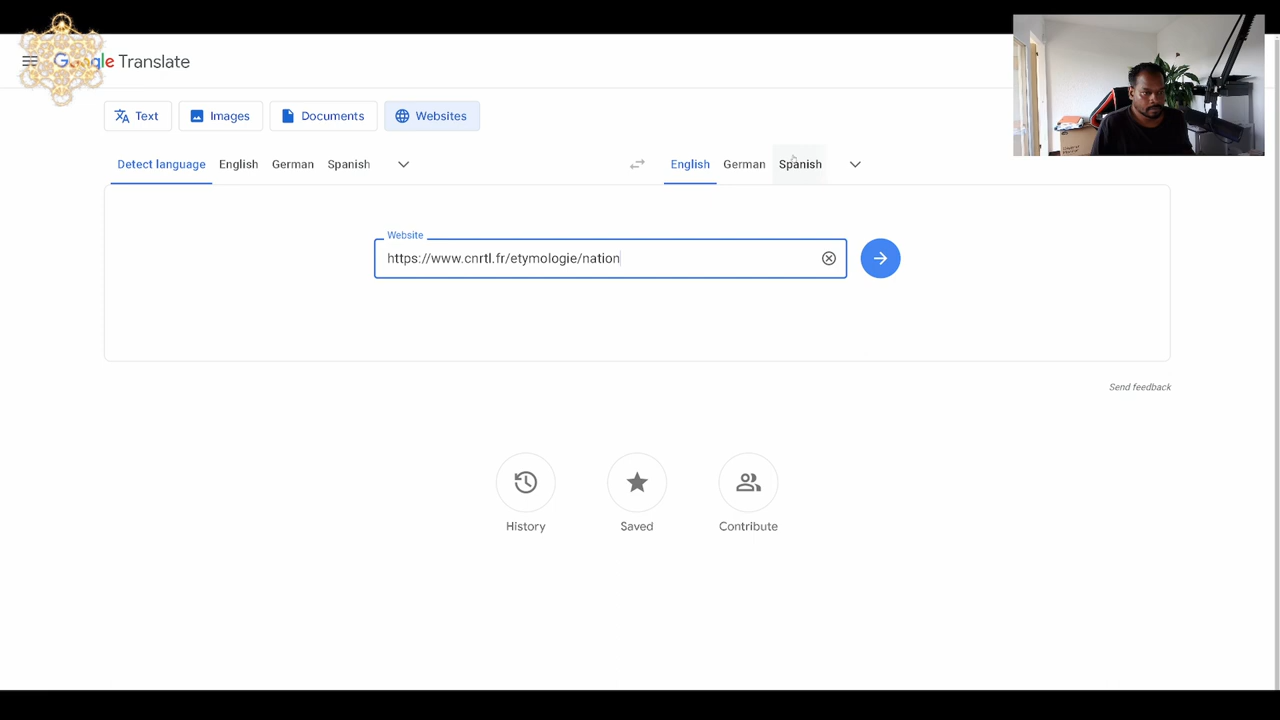 Google Translate
Text Images Documents Websites
Detect language English German Spanish English German Spanish
Website
https://www.cnrtl.fr/etymologie/nation
Send feedback
History Saved Contribute